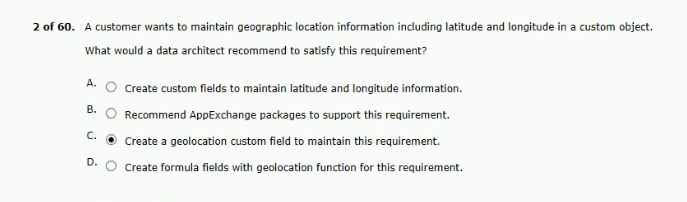 2 of 60. A customer wants to maintain geographic location information including latitude and longitude in a custom object.
What would a data architect recommend to satisfy this requirement?
A. Create custom fields to maintain latitude and longitude information.
B. Recommend AppExchange packages to support this requirement.
C. Create a geolocation custom field to maintain this requirement.
D. Create formula fields with geolocation function for this requirement.